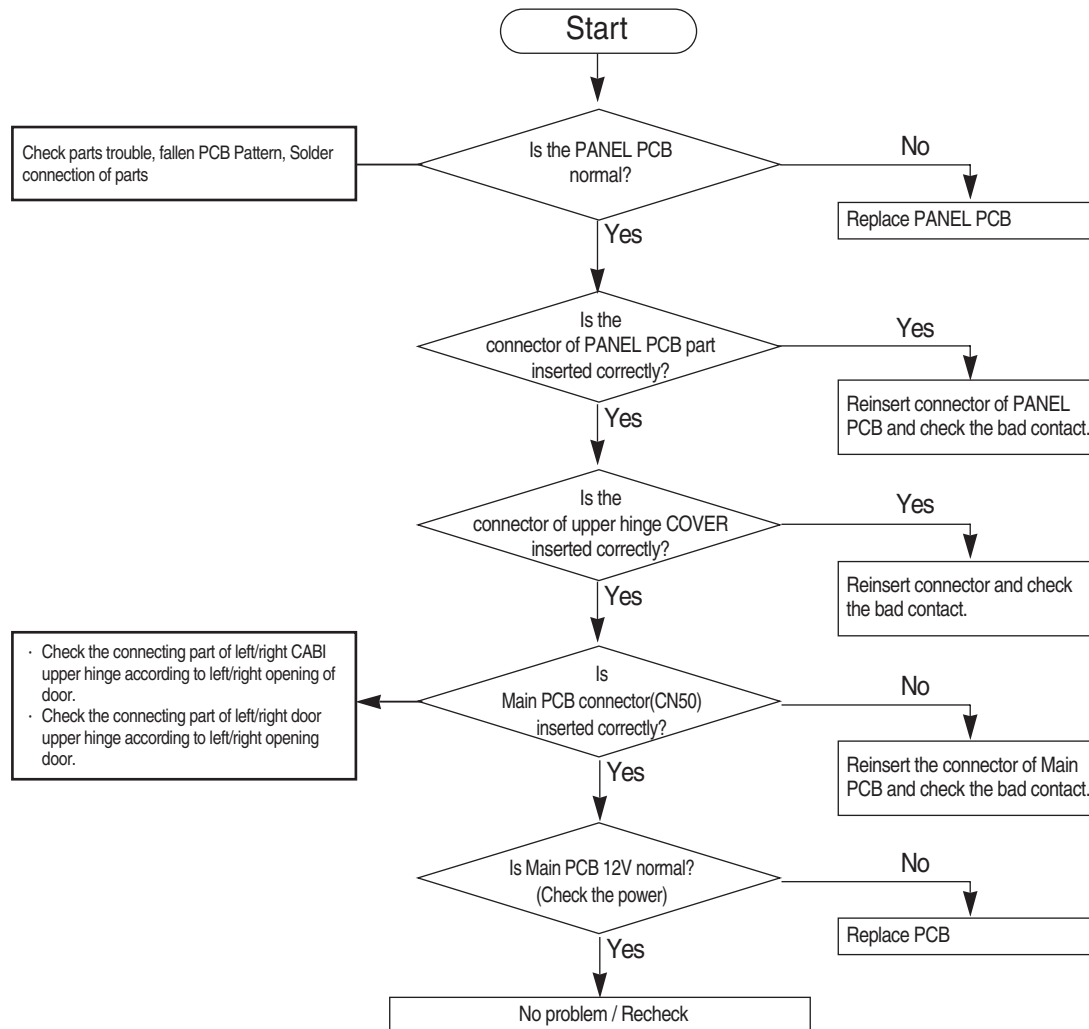 Start
Check parts trouble, fallen PCB Pattern, Solder
connection of parts
Is the PANEL PCB
normal?
No
Replace PANEL PCB
Yes
Is the
connector of PANEL PCB part
inserted correctly?
Yes
Reinsert connector of PANEL
PCB and check the bad contact.
Yes
Is the
connector of upper hinge COVER
inserted correctly?
Yes
Reinsert connector and check
the bad contact.
Yes
· Check the connecting part of left/right CABI
upper hinge according to left/right opening of
door.
· Check the connecting part of left/right door
upper hinge according to left/right opening
door.
Is
Main PCB connector(CN50)
inserted correctly?
No
Reinsert the connector of Main
PCB and check the bad contact.
Yes
Is Main PCB 12V normal?
(Check the power)
No
Replace PCB
Yes
No problem / Recheck